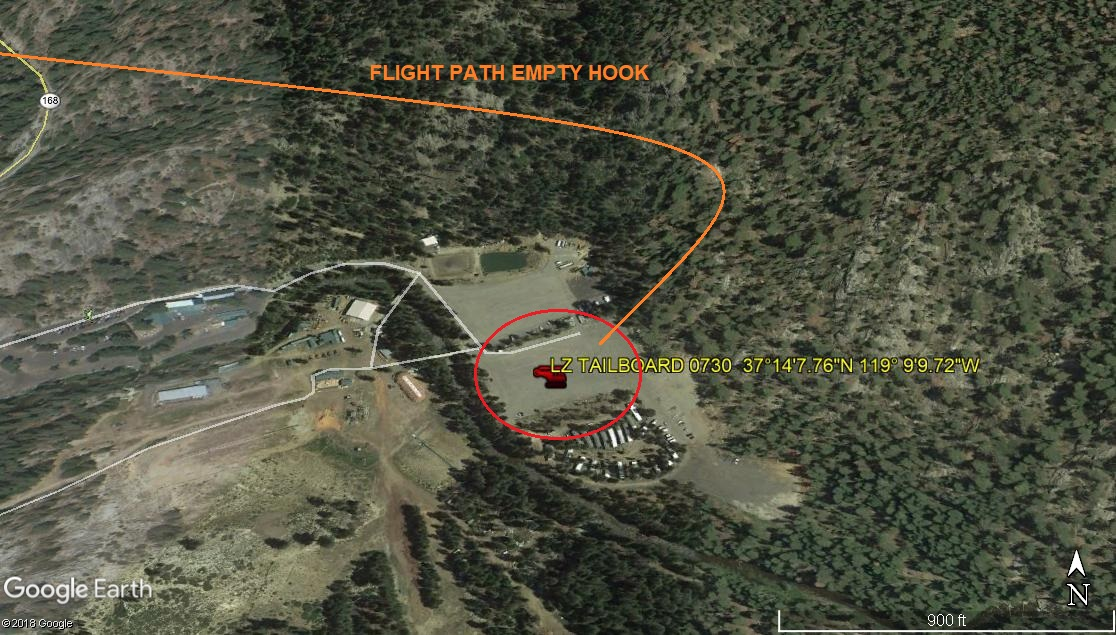 FLIGHT PATH EMPTY HOOK
168
LZ TAILBOARD 0730  37°14'7.76"N 119° 9'9.72"W
Google Earth
©2018 Google
N
900 ft